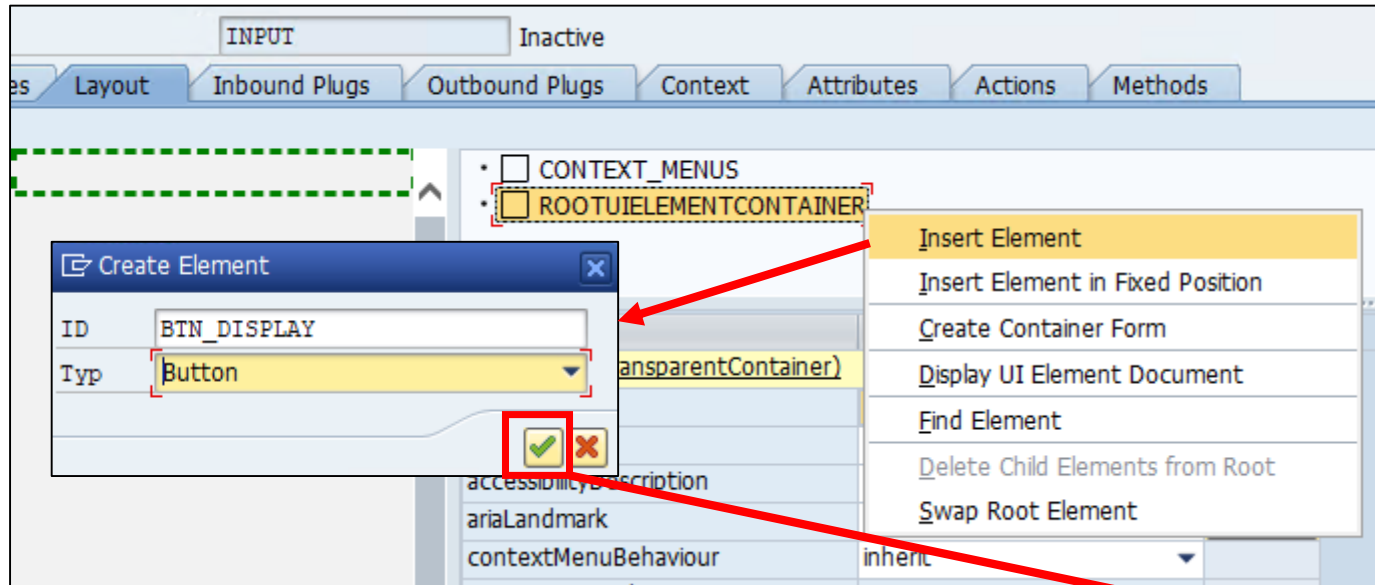 INPUT Inactive
es Layout Inbound Plugs Outbound Plugs Context Attributes Actions Methods
CONTEXT_MENUS
ROOTUIELEMENTCONTAINER
Insert Element
Insert Element in Fixed Position
Create Container Form
Display UI Element Document
Find Element
Delete Child Elements from Root
Swap Root Element
Create Element
ID BTN_DISPLAY
Typ Button
ansparentContainer)
accessibilityDescription
ariaLandmark
contextMenuBehaviour inherit